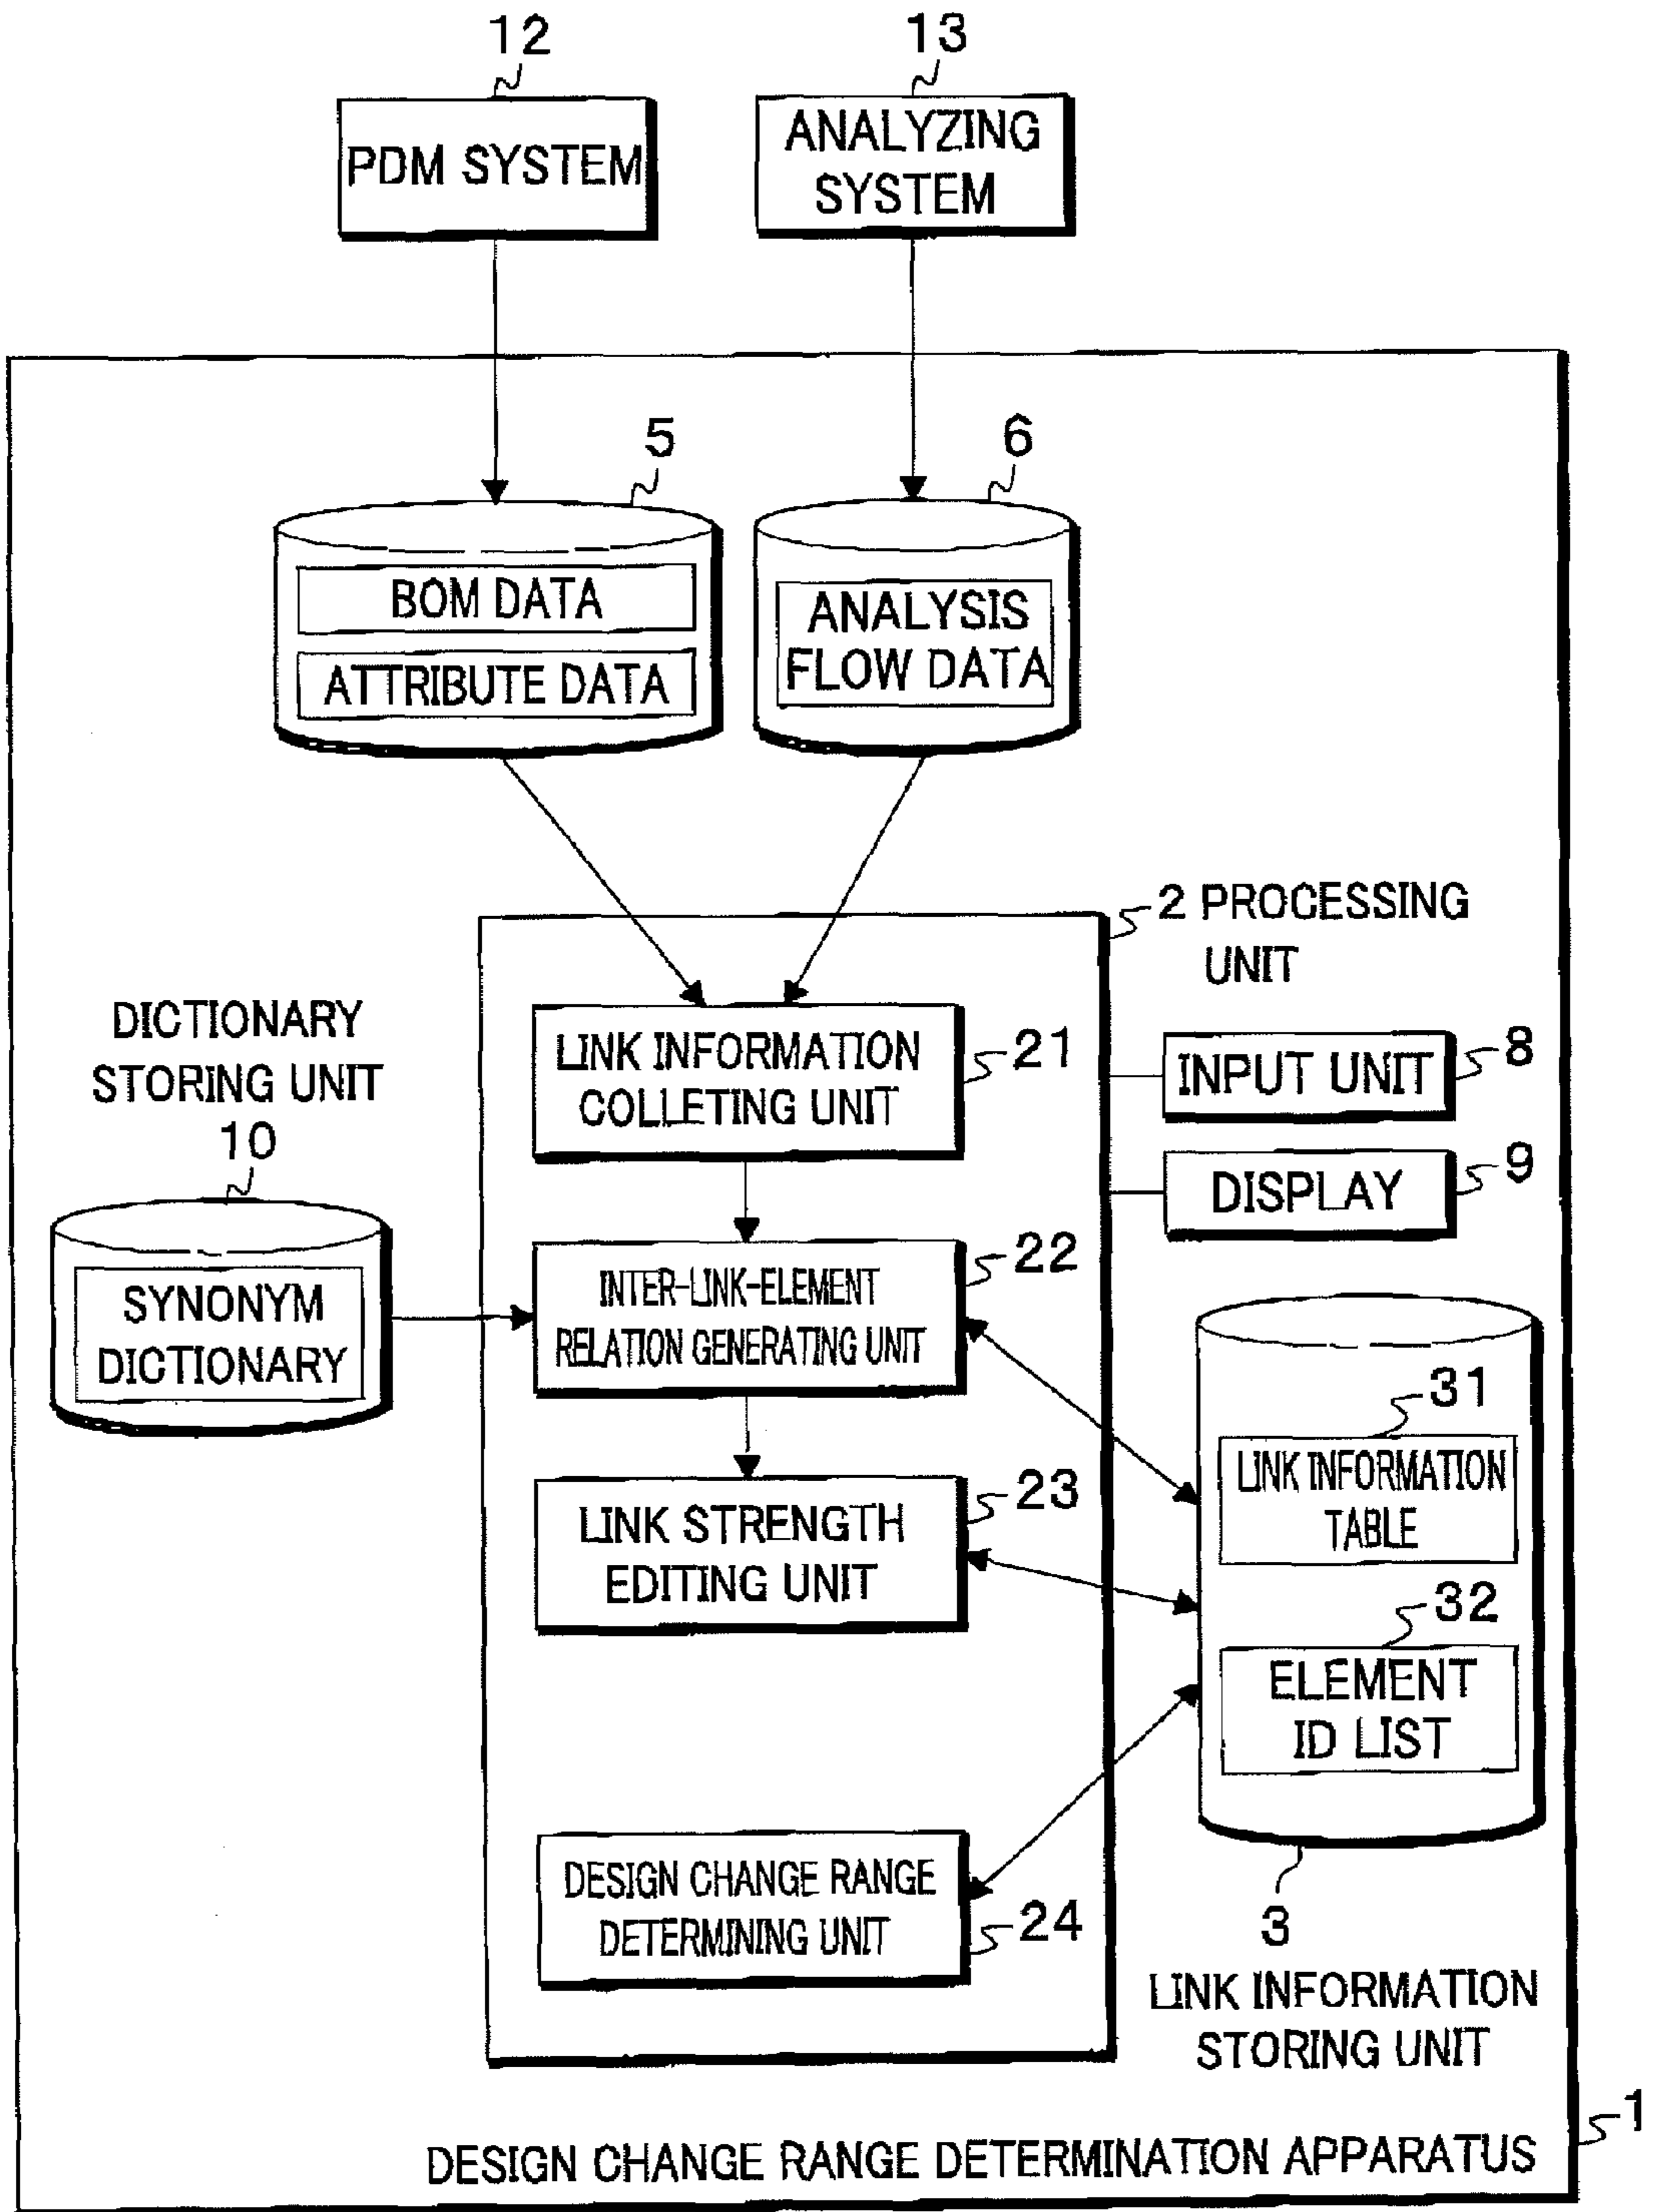 12
13
PDM SYSTEM
ANALYZING
SYSTEM
5
6
BOM DATA
ATTRIBUTE DATA
ANALYSIS
FLOW DATA
2 PROCESSING
UNIT
DICTIONARY
STORING UNIT
10
LINK INFORMATION
COLLETING UNIT
21
INPUT UNIT
8
DISPLAY
9
SYNONYM
DICTIONARY
INTER-LINK-ELEMENT
RELATION GENERATING UNIT
22
31
LINK INFORMATION
TABLE
LINK STRENGTH
EDITING UNIT
23
32
ELEMENT
ID LIST
DESIGN CHANGE RANGE
DETERMINING UNIT
24
3
LINK INFORMATION
STORING UNIT
1
DESIGN CHANGE RANGE DETERMINATION APPARATUS